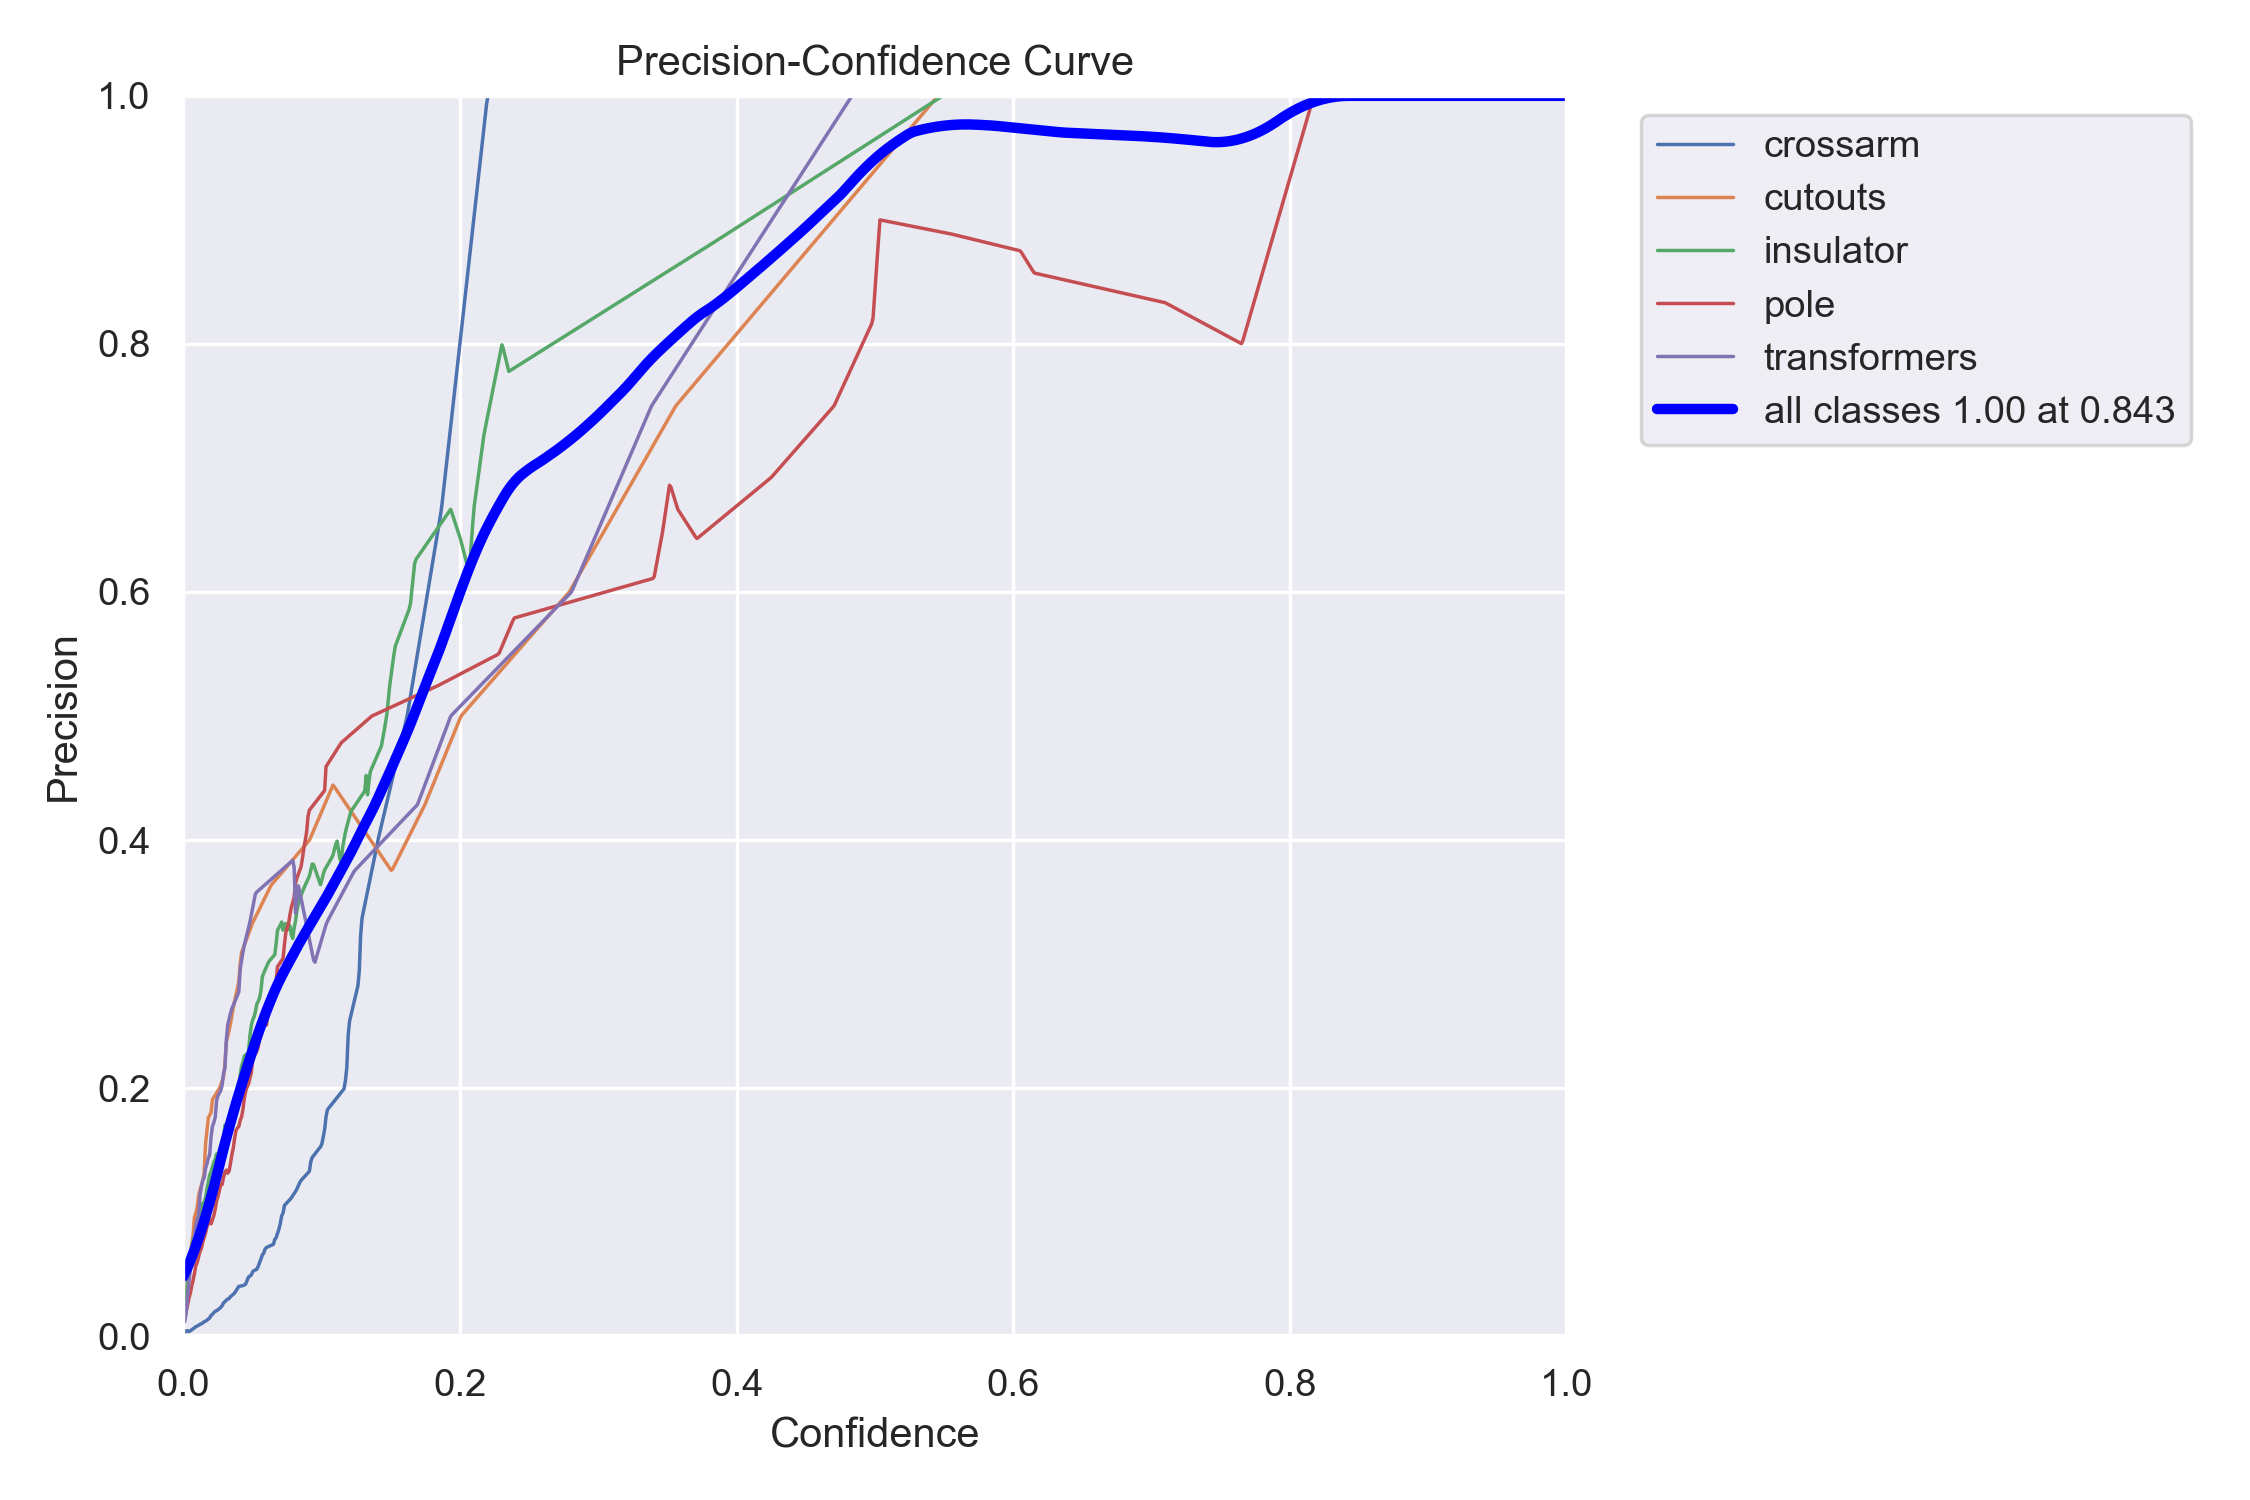 Precision-Confidence Curve
1.0
0.8
0.6
0.4
0.2
0.0
Precision
0.0 0.2 0.4 0.6 0.8 1.0
Confidence
crossarm
cutouts
insulator
pole
transformers
all classes 1.00 at 0.843